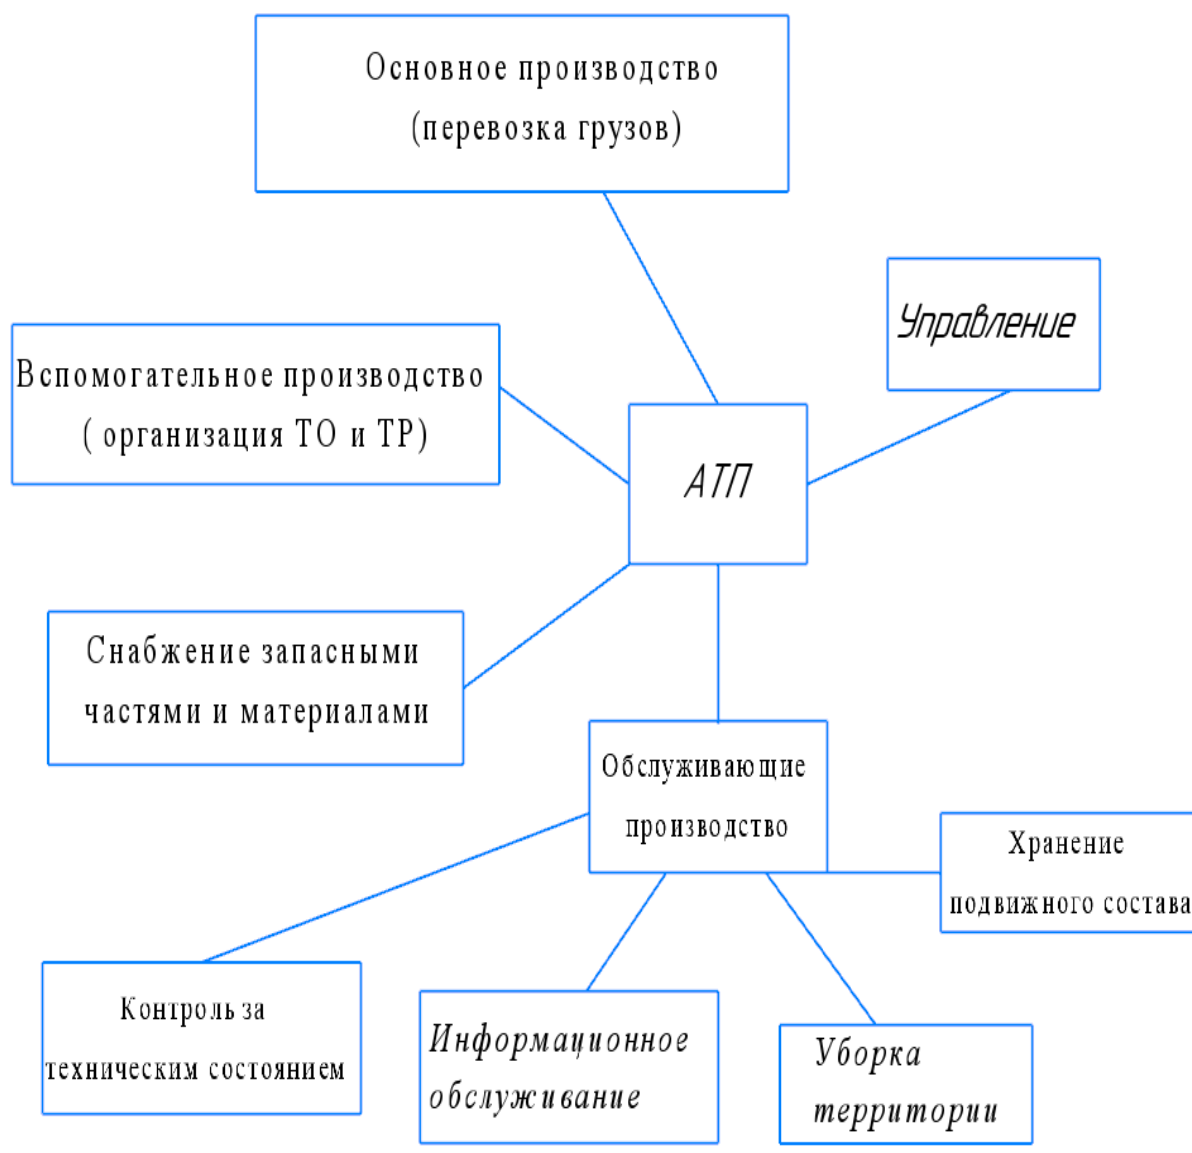 Основное производство
(перевозка грузов)
Управление
Вспомогательное производство
( организация ТО и ТР)
АТП
Снабжение запасными
частями и материалами
Обслуживающие
производство
Хранение
подвижного состава
Контроль за
техническим состоянием
Информационное
обслуживание
Уборка
территории